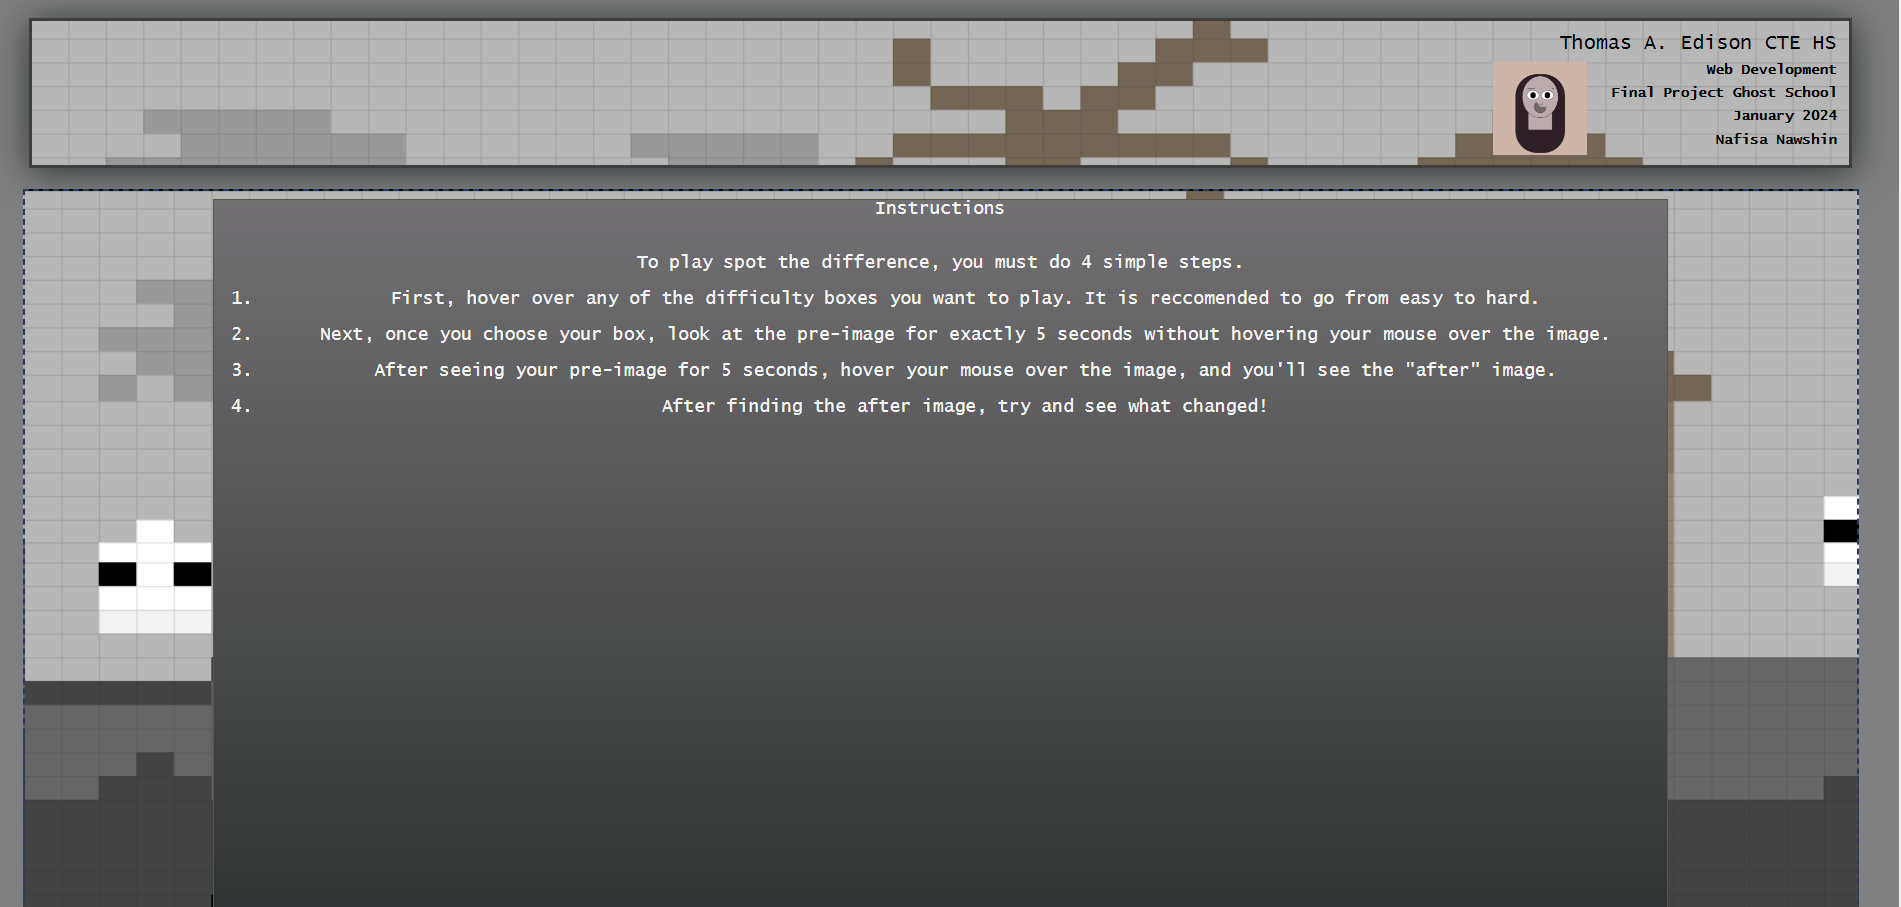 Thomas A. Edison CTE HS
Web Development
Final Project Ghost School
January 2024
Nafisa Nawshin
Instructions
To play spot the difference, you must do 4 simple steps.
1. First, hover over any of the difficulty boxes you want to play. It is reccomended to go from easy to hard.
2. Next, once you choose your box, look at the pre-image for exactly 5 seconds without hovering your mouse over the image.
3. After seeing your pre-image for 5 seconds, hover your mouse over the image, and you'll see the "after" image.
4. After finding the after image, try and see what changed!